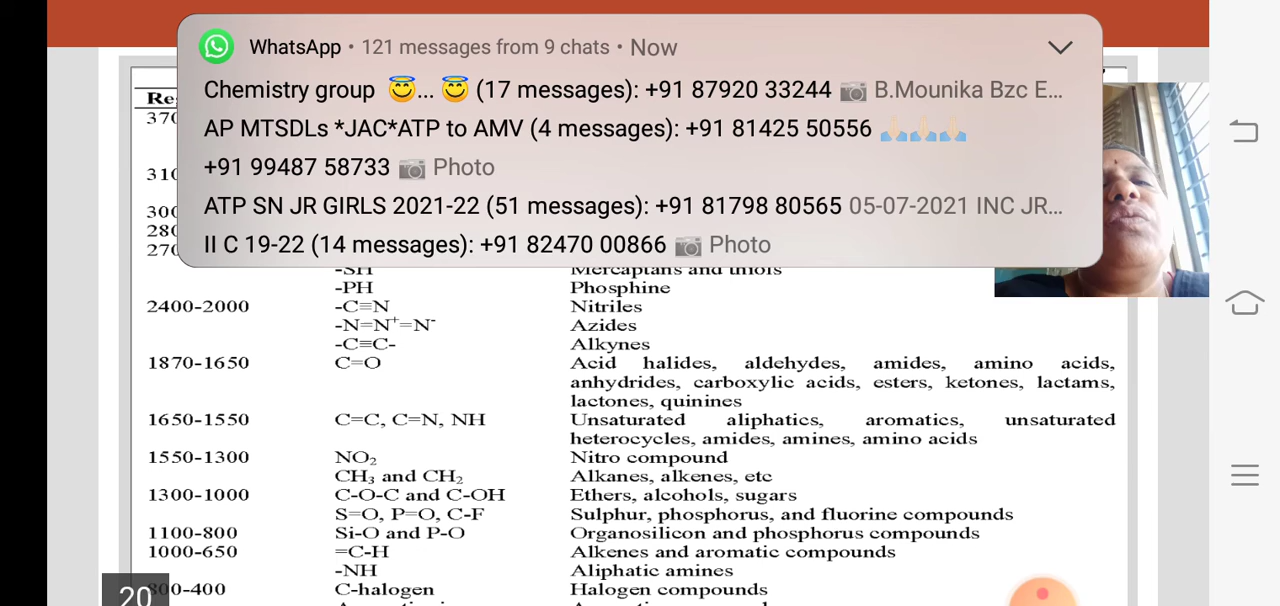 WhatsApp • 121 messages from 9 chats • Now
Chemistry group 😇... 😇 (17 messages): +91 87920 33244 📷 B.Mounika Bzc E...
AP MTSDLs *JAC*ATP to AMV (4 messages): +91 81425 50556 🙏🏻🙏🏻🙏🏻
+91 99487 58733 📷 Photo
ATP SN JR GIRLS 2021-22 (51 messages): +91 81798 80565 05-07-2021 INC JR...
II C 19-22 (14 messages): +91 82470 00866 📷 Photo
-SH Mercaptans and thiols
-PH Phosphine
2400-2000 -C≡N Nitriles
-N=N⁺=N⁻ Azides
-C≡C- Alkynes
1870-1650 C=O Acid halides, aldehydes, amides, amino acids,
anhydrides, carboxylic acids, esters, ketones, lactams,
lactones, quinines
1650-1550 C=C, C=N, NH Unsaturated aliphatics, aromatics, unsaturated
heterocycles, amides, amines, amino acids
1550-1300 NO₂ Nitro compound
CH₃ and CH₂ Alkanes, alkenes, etc
1300-1000 C-O-C and C-OH Ethers, alcohols, sugars
S=O, P=O, C-F Sulphur, phosphorus, and fluorine compounds
1100-800 Si-O and P-O Organosilicon and phosphorus compounds
1000-650 =C-H Alkenes and aromatic compounds
-NH Aliphatic amines
800-400 C-halogen Halogen compounds
20